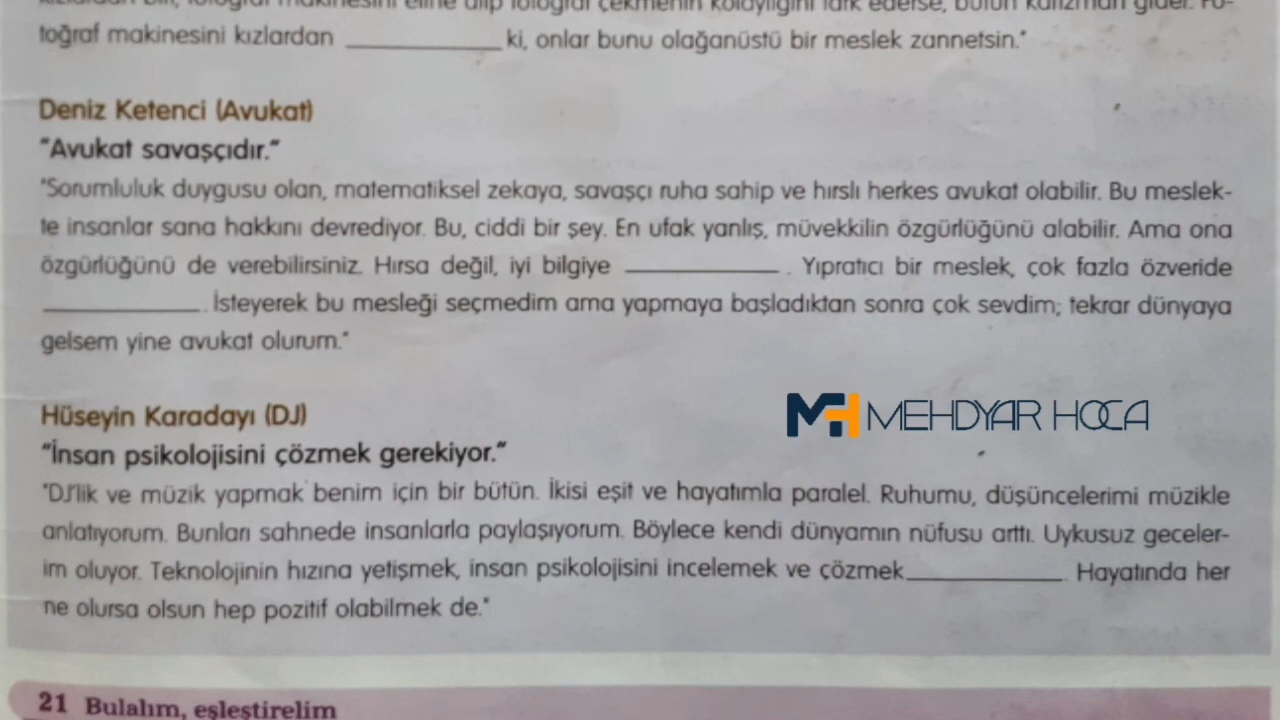 kızlardan biri, fotoğraf makinesini eline alıp fotoğraf çekmenin kolaylığını fark ederse, bütün karizman gider. Fo-
toğraf makinesini kızlardan ____________ ki, onlar bunu olağanüstü bir meslek zannetsin."
Deniz Ketenci (Avukat)
"Avukat savaşçıdır."
"Sorumluluk duygusu olan, matematiksel zekaya, savaşçı ruha sahip ve hırslı herkes avukat olabilir. Bu meslek-
te insanlar sana hakkını devrediyor. Bu, ciddi bir şey. En ufak yanlış, müvekkilin özgürlüğünü alabilir. Ama ona
özgürlüğünü de verebilirsiniz. Hırsa değil, iyi bilgiye ____________ . Yıpratıcı bir meslek, çok fazla özveride
____________ . İsteyerek bu mesleği seçmedim ama yapmaya başladıktan sonra çok sevdim; tekrar dünyaya
gelsem yine avukat olurum."
Hüseyin Karadayı (DJ)
MH MEHDYAR HOCA
"İnsan psikolojisini çözmek gerekiyor."
"DJ'lik ve müzik yapmak benim için bir bütün. İkisi eşit ve hayatımla paralel. Ruhumu, düşüncelerimi müzikle
anlatıyorum. Bunları sahnede insanlarla paylaşıyorum. Böylece kendi dünyamın nüfusu arttı. Uykusuz geceler-
im oluyor. Teknolojinin hızına yetişmek, insan psikolojisini incelemek ve çözmek____________ . Hayatında her
ne olursa olsun hep pozitif olabilmek de."
21 Bulalım, eşleştirelim